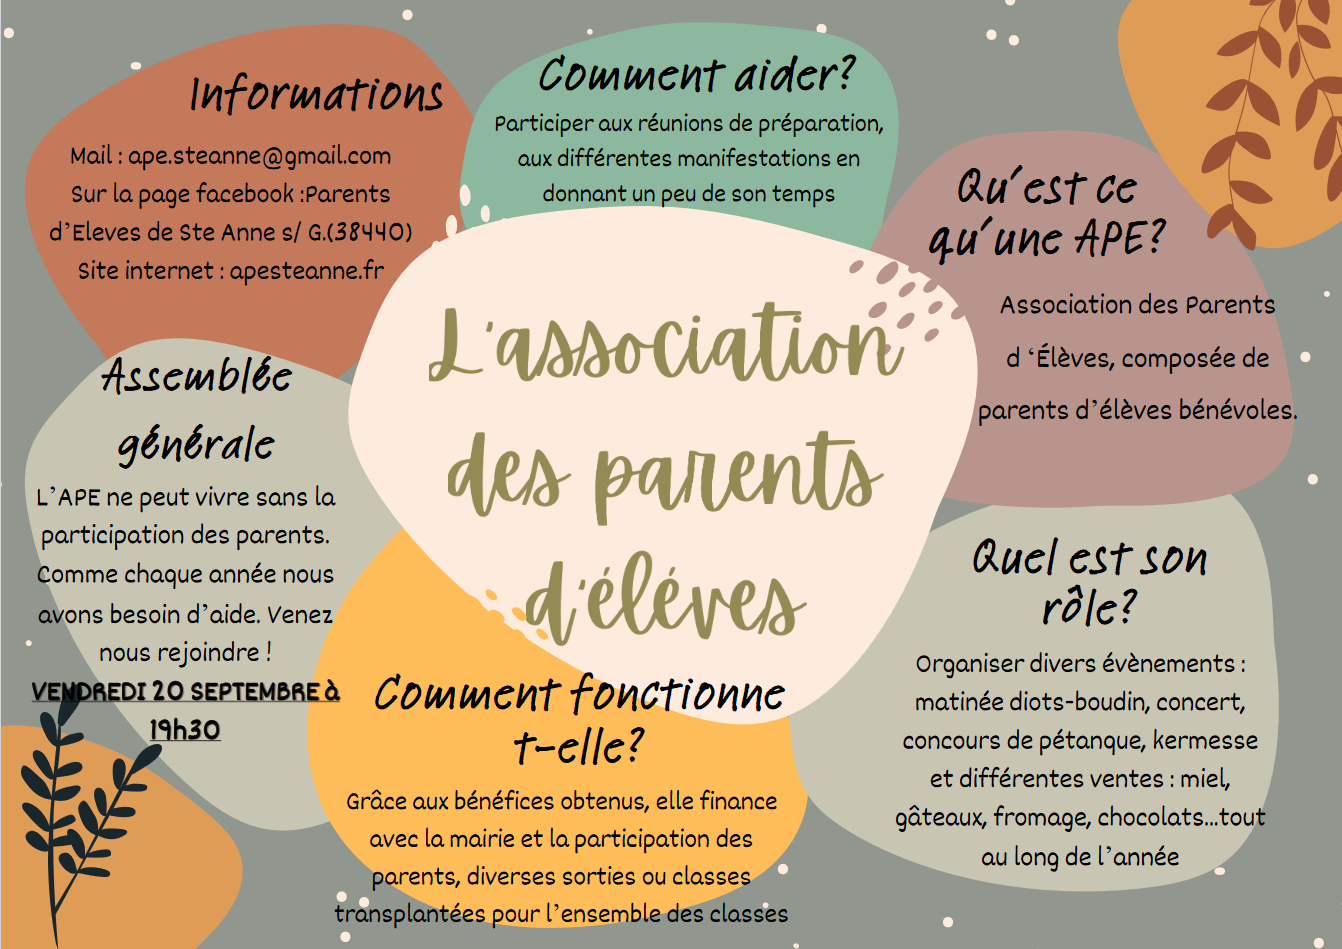 Informations
Mail : ape.steanne@gmail.com
Sur la page facebook :Parents
d’Eleves de Ste Anne s/ G.(38440)
Site internet : apesteanne.fr
Comment aider?
Participer aux réunions de préparation,
aux différentes manifestations en
donnant un peu de son temps
Qu’est ce
qu’une APE?
Association des Parents
d ‘Élèves, composée de
parents d’élèves bénévoles.
L'association
des parents
d'éléves
Assemblée
générale
L’APE ne peut vivre sans la
participation des parents.
Comme chaque année nous
avons besoin d’aide. Venez
nous rejoindre !
VENDREDI 20 SEPTEMBRE à
19h30
Comment fonctionne
t-elle?
Grâce aux bénéfices obtenus, elle finance
avec la mairie et la participation des
parents, diverses sorties ou classes
transplantées pour l’ensemble des classes
Quel est son
rôle?
Organiser divers évènements :
matinée diots-boudin, concert,
concours de pétanque, kermesse
et différentes ventes : miel,
gâteaux, fromage, chocolats...tout
au long de l’année